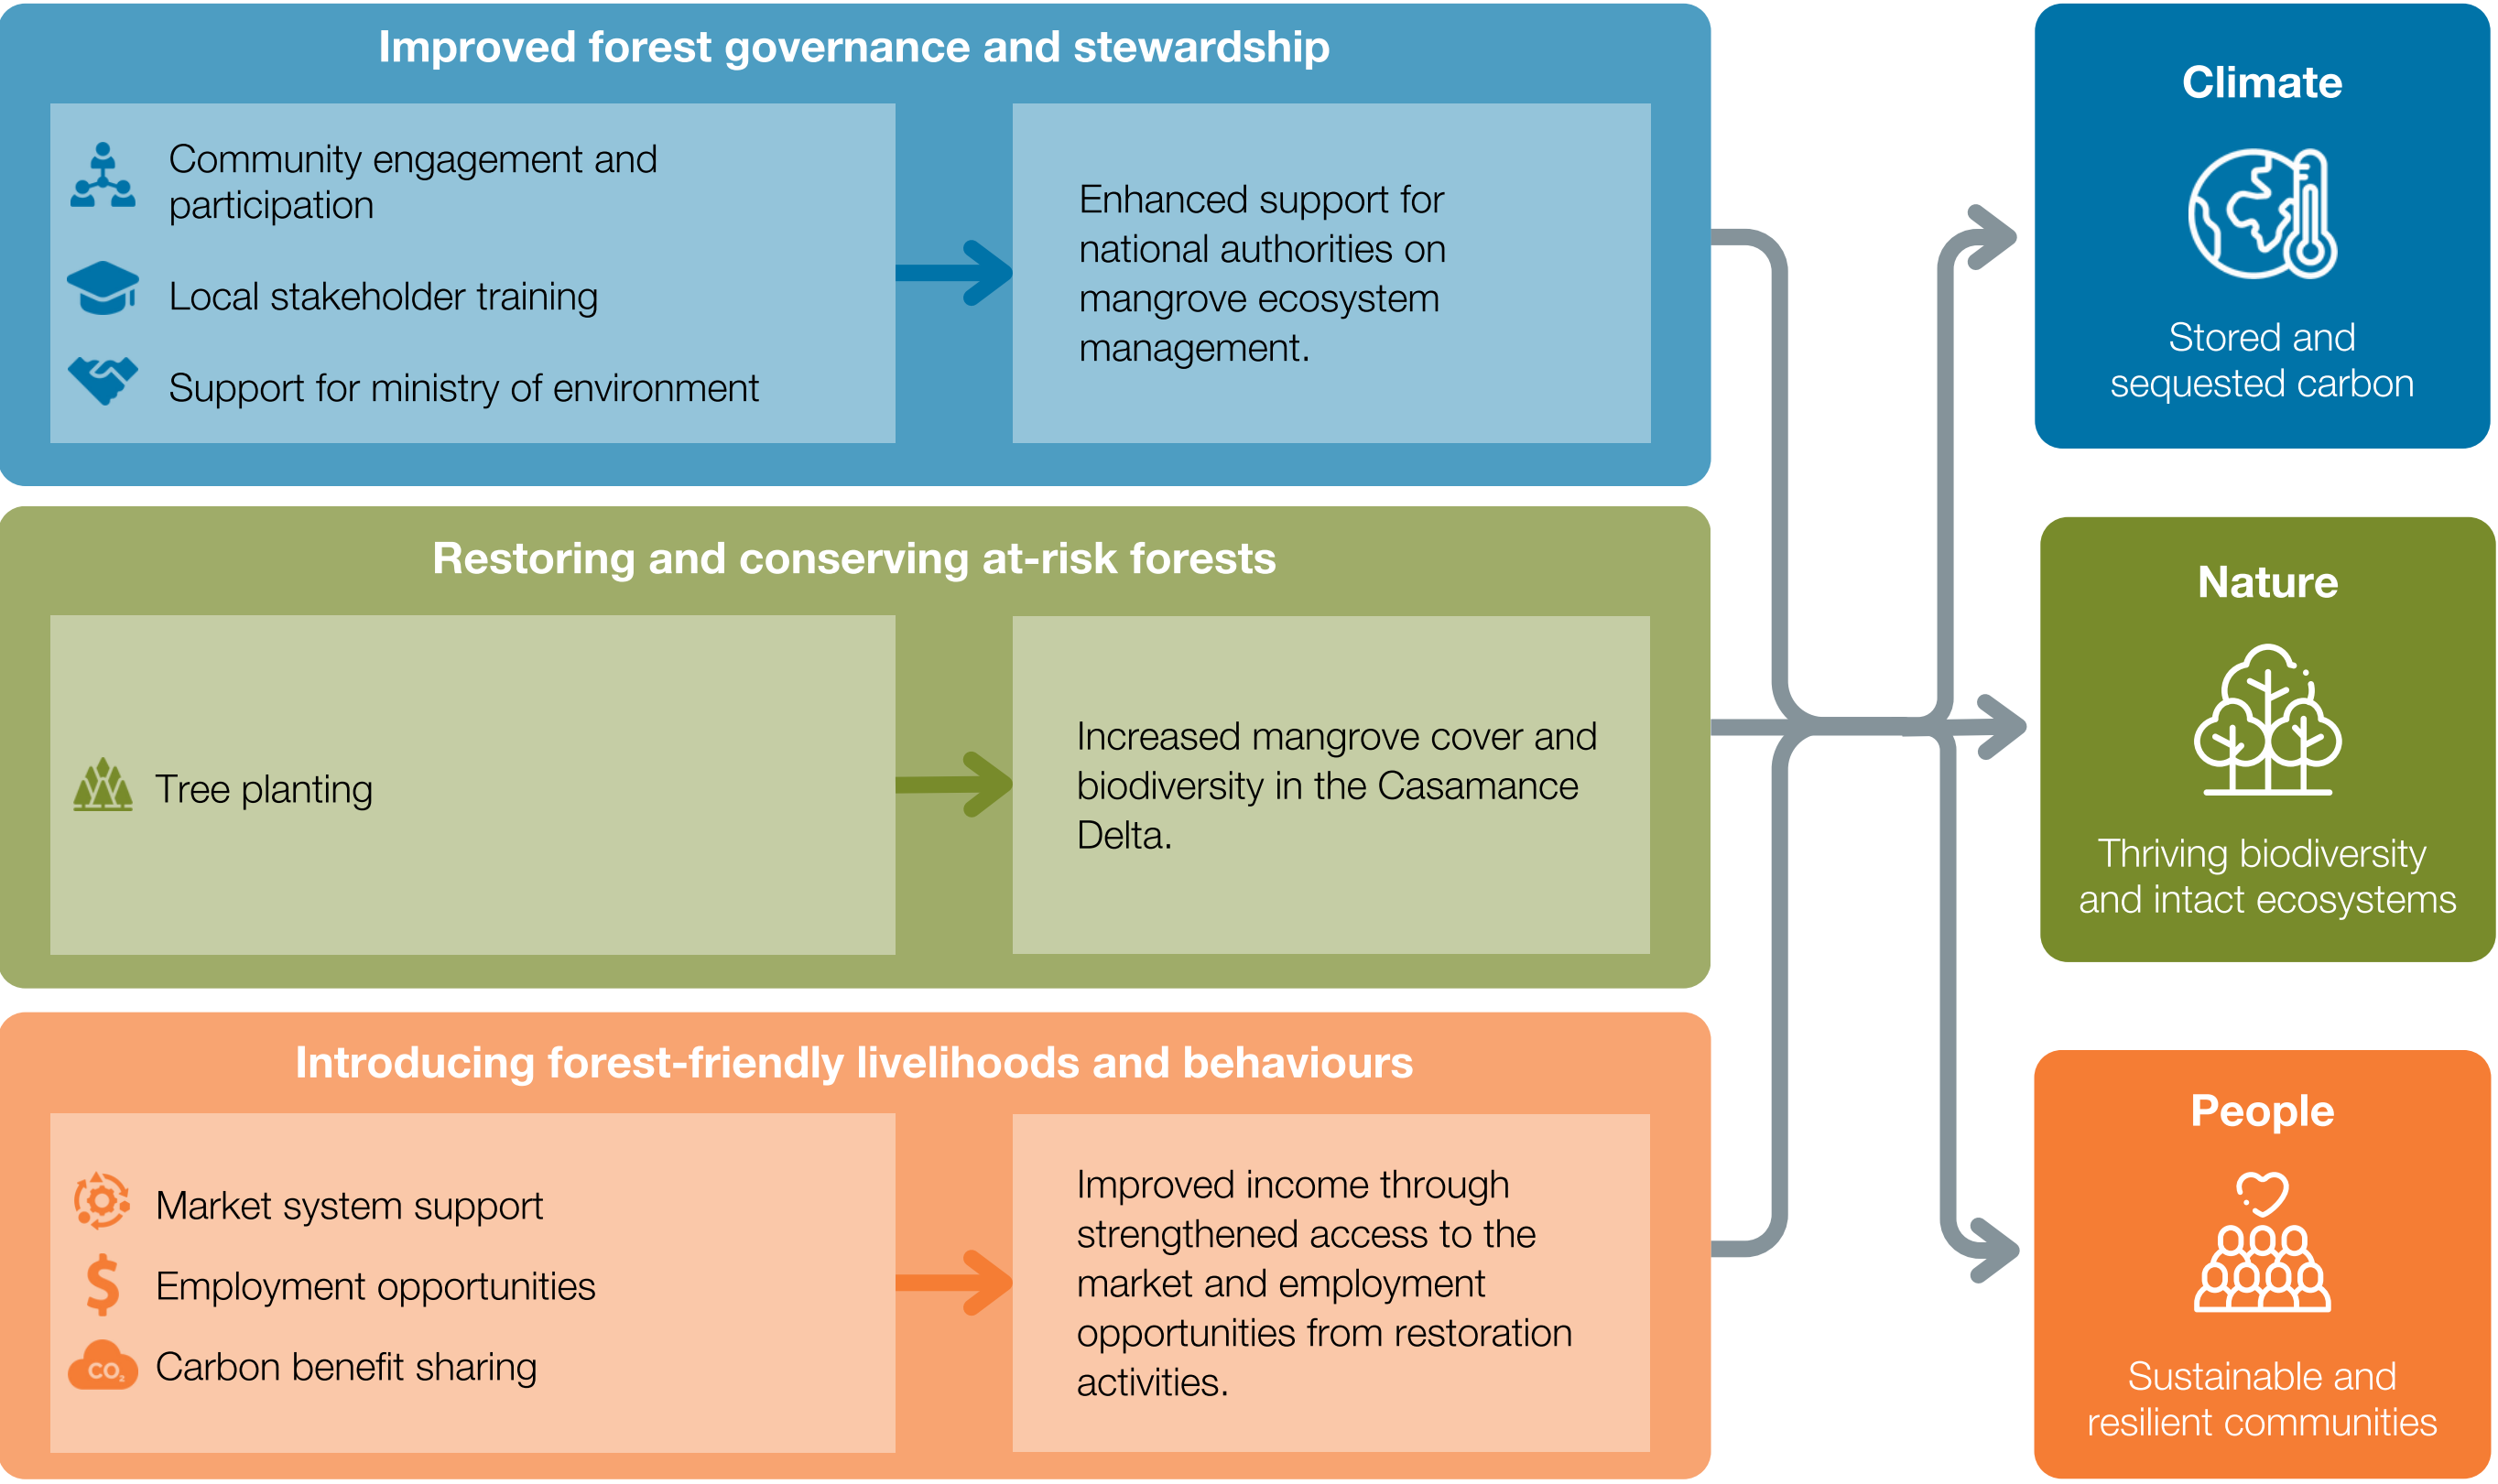 Improved forest governance and stewardship
Community engagement and
participation
Local stakeholder training
Support for ministry of environment
Enhanced support for
national authorities on
mangrove ecosystem
management.
Restoring and conserving at-risk forests
Tree planting
Increased mangrove cover and
biodiversity in the Casamance
Delta.
Introducing forest-friendly livelihoods and behaviours
Market system support
Employment opportunities
CO₂
Carbon benefit sharing
Improved income through
strengthened access to the
market and employment
opportunities from restoration
activities.
Climate
Stored and
sequested carbon
Nature
Thriving biodiversity
and intact ecosystems
People
Sustainable and
resilient communities